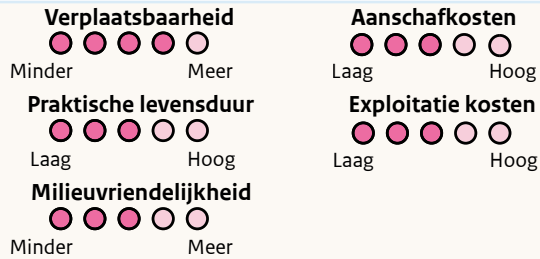 Verplaatsbaarheid
Minder Meer
Aanschafkosten
Laag Hoog
Praktische levensduur
Laag Hoog
Exploitatie kosten
Laag Hoog
Milieuvriendelijkheid
Minder Meer